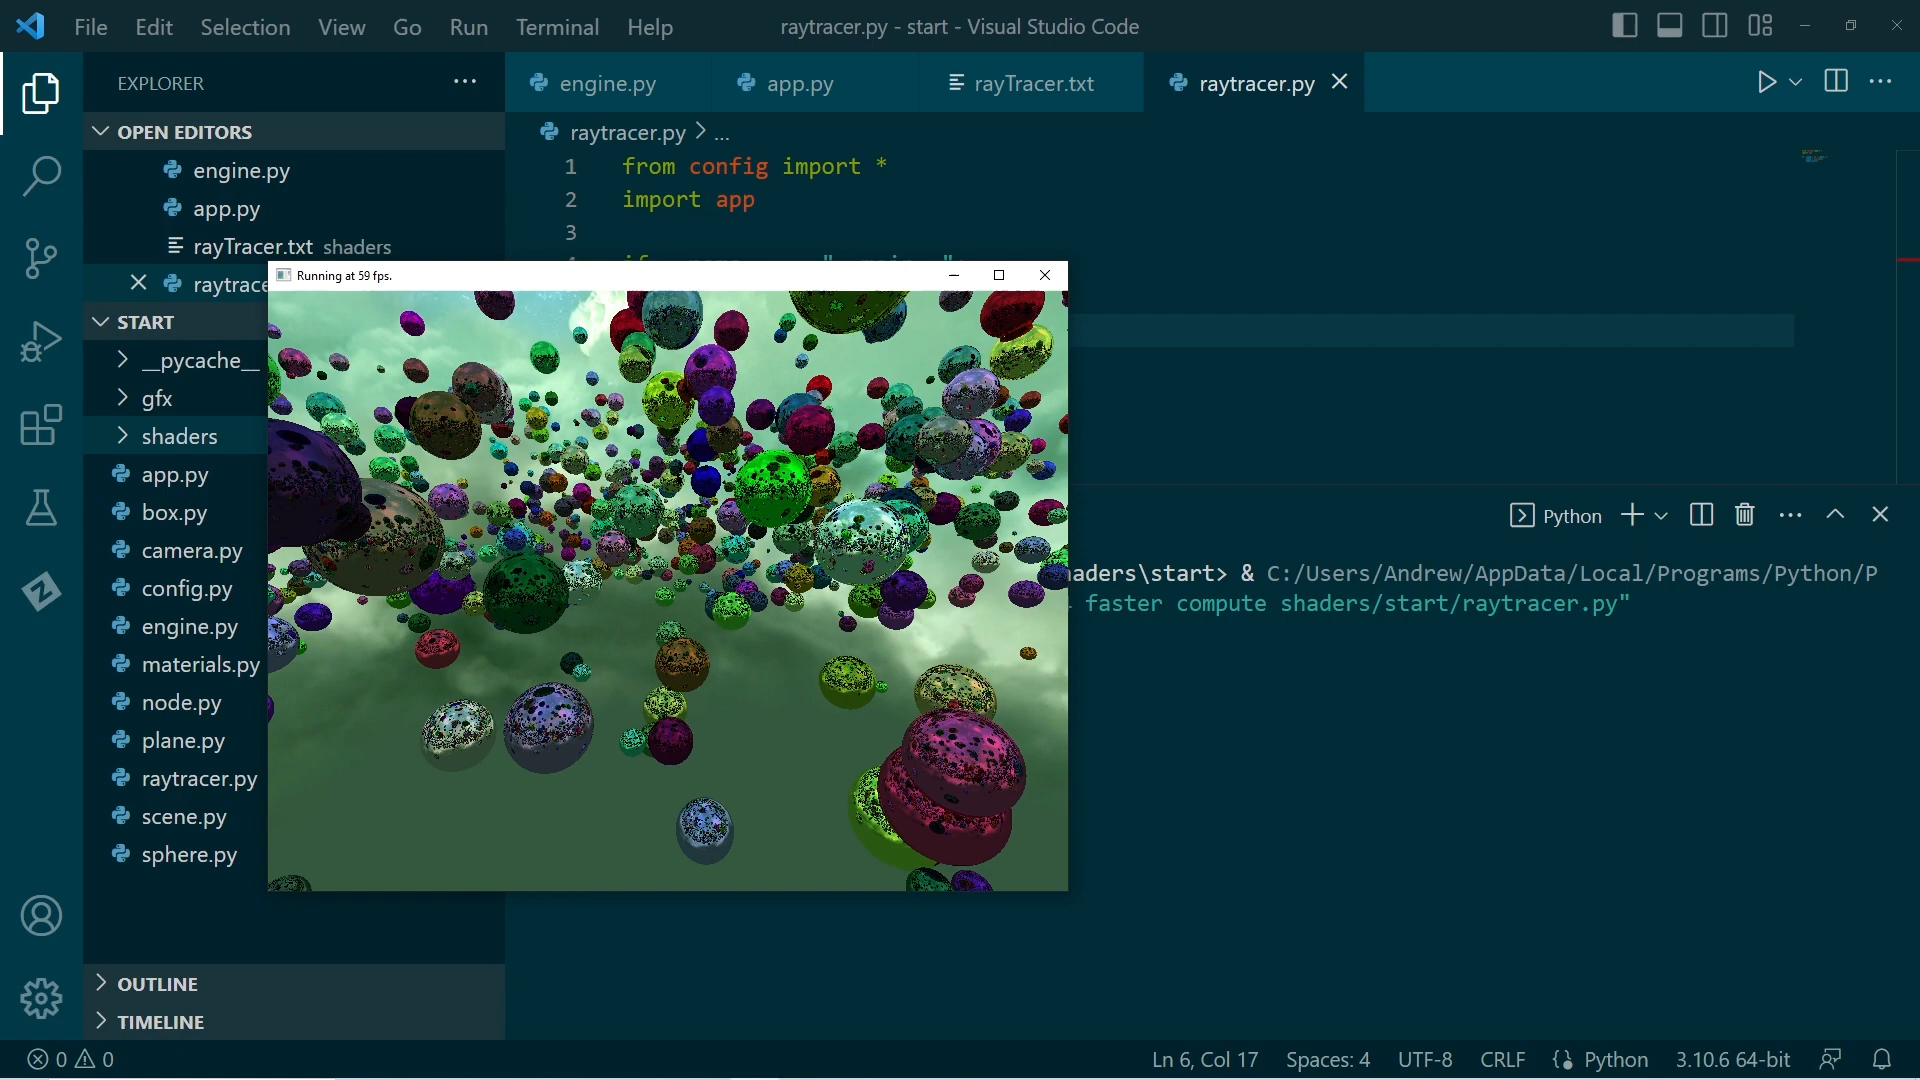 File Edit Selection View Go Run Terminal Help
raytracer.py - start - Visual Studio Code
EXPLORER
OPEN EDITORS
engine.py
app.py
rayTracer.txt shaders
START
__pycache__
gfx
shaders
app.py
box.py
camera.py
config.py
engine.py
materials.py
node.py
plane.py
raytracer.py
scene.py
sphere.py
OUTLINE
TIMELINE
engine.py app.py rayTracer.txt raytracer.py
raytracer.py > ...
1 from config import *
2 import app
3
Running at 59 fps.
Python
\start> & C:/Users/Andrew/AppData/Local/Programs/Python/P
faster compute shaders/start/raytracer.py"
0 0
Ln 6, Col 17 Spaces: 4 UTF-8 CRLF Python 3.10.6 64-bit